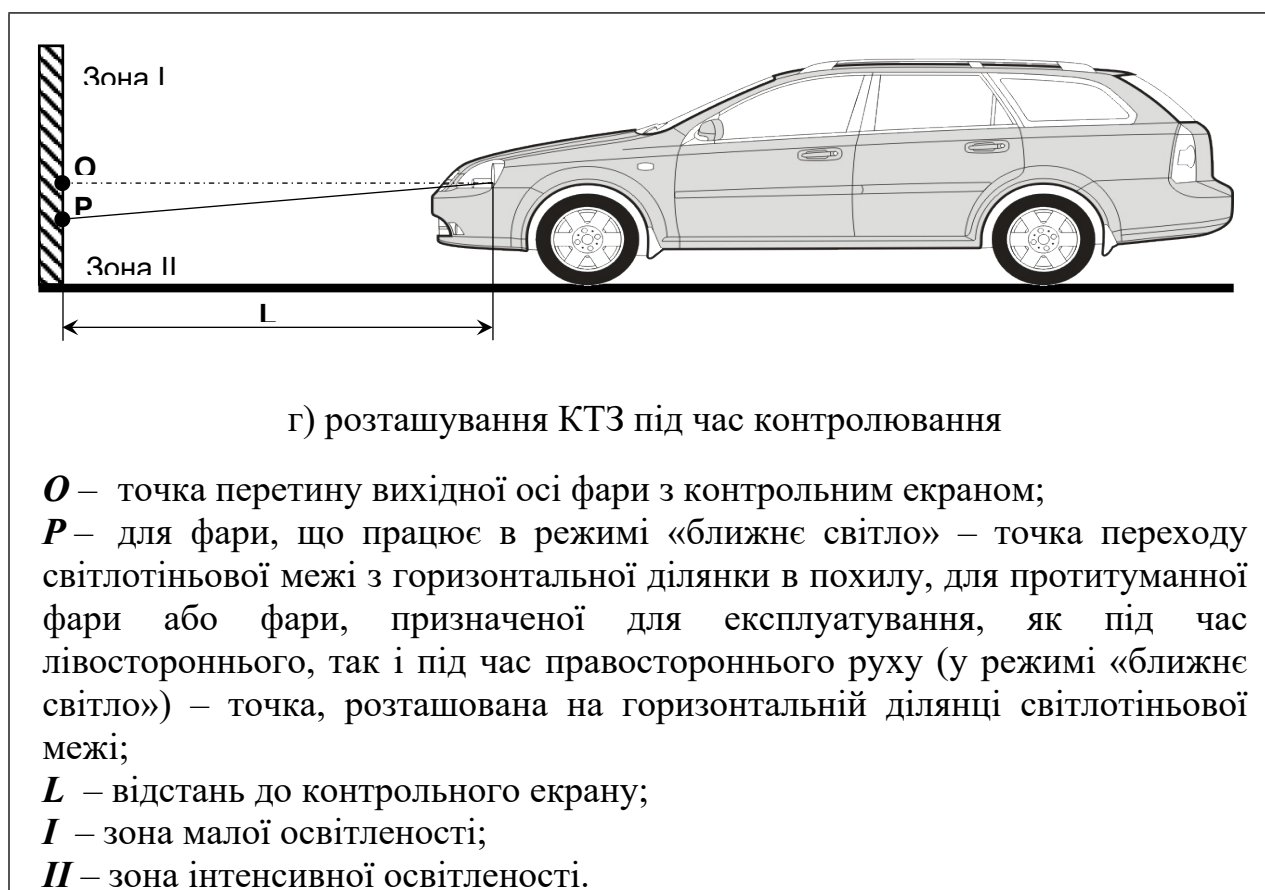 Зона I
O
P
Зона II
L
г) розташування КТЗ під час контролювання
O – точка перетину вихідної осі фари з контрольним екраном;
P – для фари, що працює в режимі «ближнє світло» – точка переходу
світлотіньової межі з горизонтальної ділянки в похилу, для протитуманної
фари або фари, призначеної для експлуатування, як під час
лівостороннього, так і під час правостороннього руху (у режимі «ближнє
світло») – точка, розташована на горизонтальній ділянці світлотіньової
межі;
L – відстань до контрольного екрану;
I – зона малої освітленості;
II – зона інтенсивної освітленості.